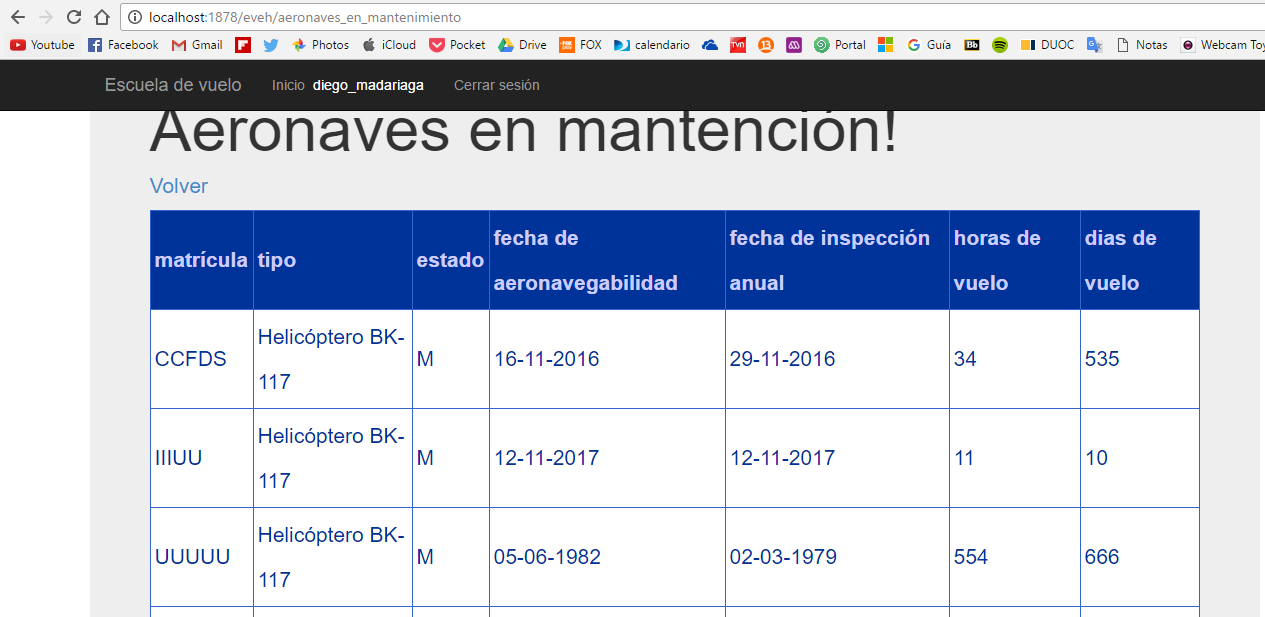 localhost:1878/eveh/aeronaves_en_mantenimiento
Youtube Facebook Gmail Photos iCloud Pocket Drive FOX calendario tvn 13 Portal Guía Bb DUOC Notas Webcam Toy
Escuela de vuelo Inicio diego_madariaga Cerrar sesión
Aeronaves en mantención!
Volver
matrícula tipo estado fecha de aeronavegabilidad fecha de inspección anual horas de vuelo dias de vuelo
CCFDS Helicóptero BK-117 M 16-11-2016 29-11-2016 34 535
IIIUU Helicóptero BK-117 M 12-11-2017 12-11-2017 11 10
UUUUU Helicóptero BK-117 M 05-06-1982 02-03-1979 554 666